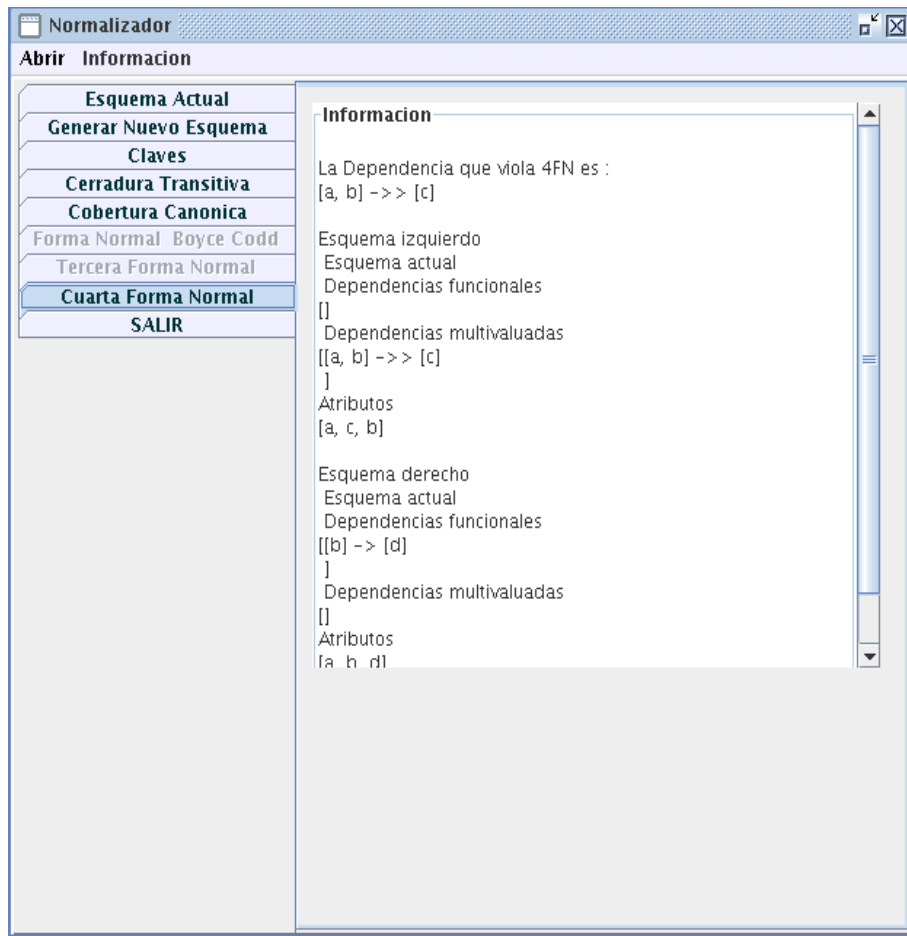 Normalizador
Abrir Informacion
Esquema Actual
Generar Nuevo Esquema
Claves
Cerradura Transitiva
Cobertura Canonica
Forma Normal Boyce Codd
Tercera Forma Normal
Cuarta Forma Normal
SALIR
Informacion
La Dependencia que viola 4FN es :
[a, b] ->> [c]
Esquema izquierdo
Esquema actual
Dependencias funcionales
[]
Dependencias multivaluadas
[[a, b] ->> [c]
]
Atributos
[a, c, b]
Esquema derecho
Esquema actual
Dependencias funcionales
[[b] -> [d]
]
Dependencias multivaluadas
[]
Atributos
[a, b, d]